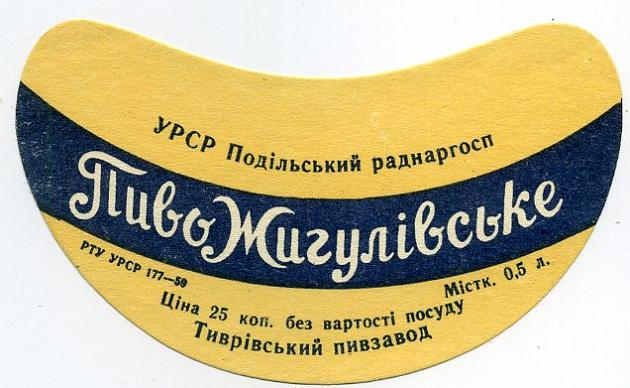 УРСР Подільський раднаргосп
Пиво Жигулівське
РТУ УРСР 177—59
Містк. 0,5 л.
Ціна 25 коп. без вартості посуду
Тиврівський пивзавод